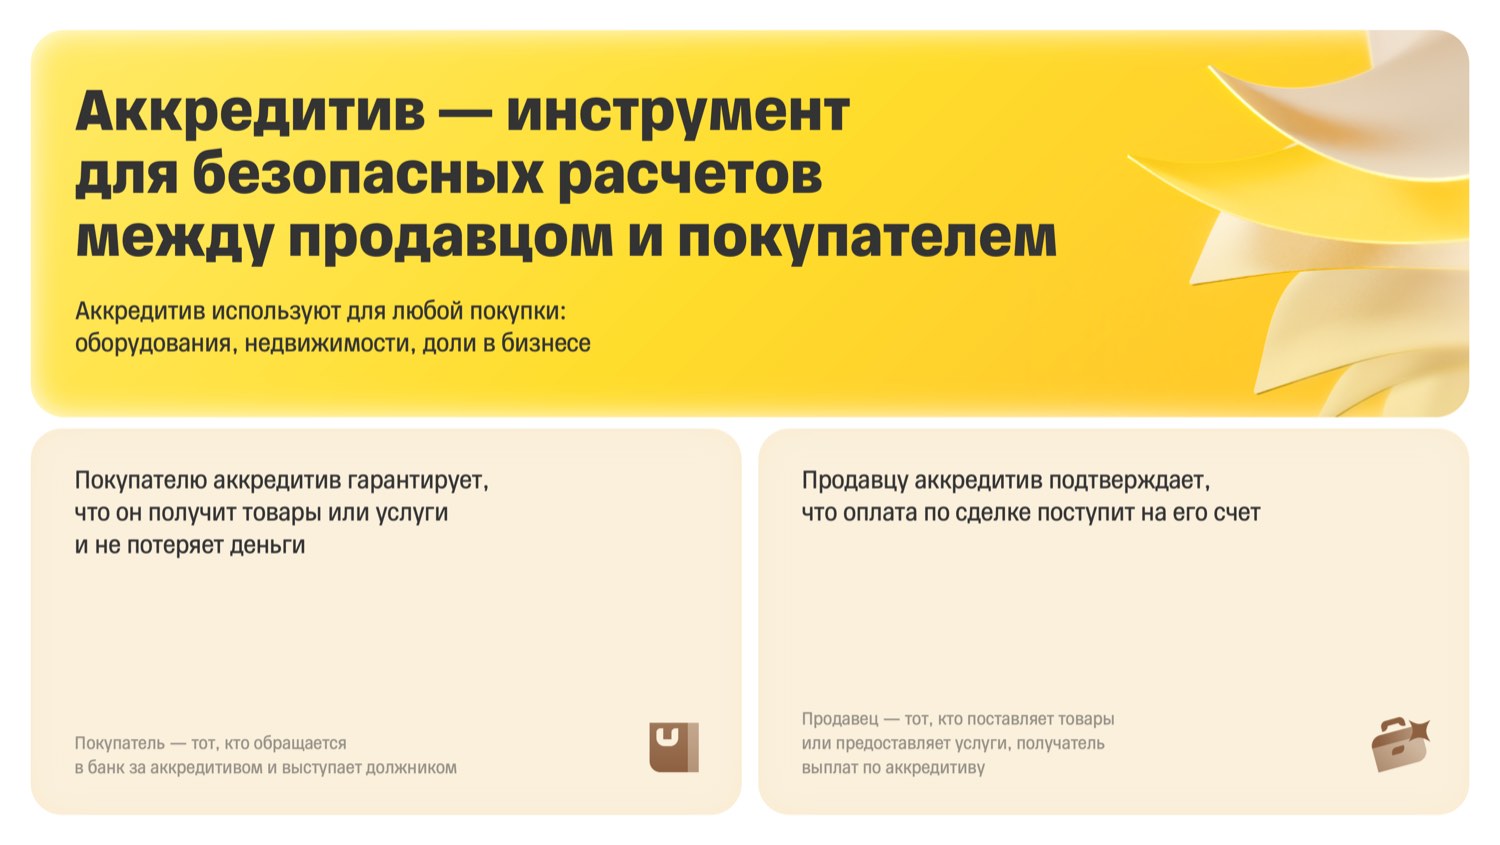 Аккредитив — инструмент
для безопасных расчетов
между продавцом и покупателем
Аккредитив используют для любой покупки:
оборудования, недвижимости, доли в бизнесе
Покупателю аккредитив гарантирует,
что он получит товары или услуги
и не потеряет деньги
Покупатель — тот, кто обращается
в банк за аккредитивом и выступает должником
Продавцу аккредитив подтверждает,
что оплата по сделке поступит на его счет
Продавец — тот, кто поставляет товары
или предоставляет услуги, получатель
выплат по аккредитиву